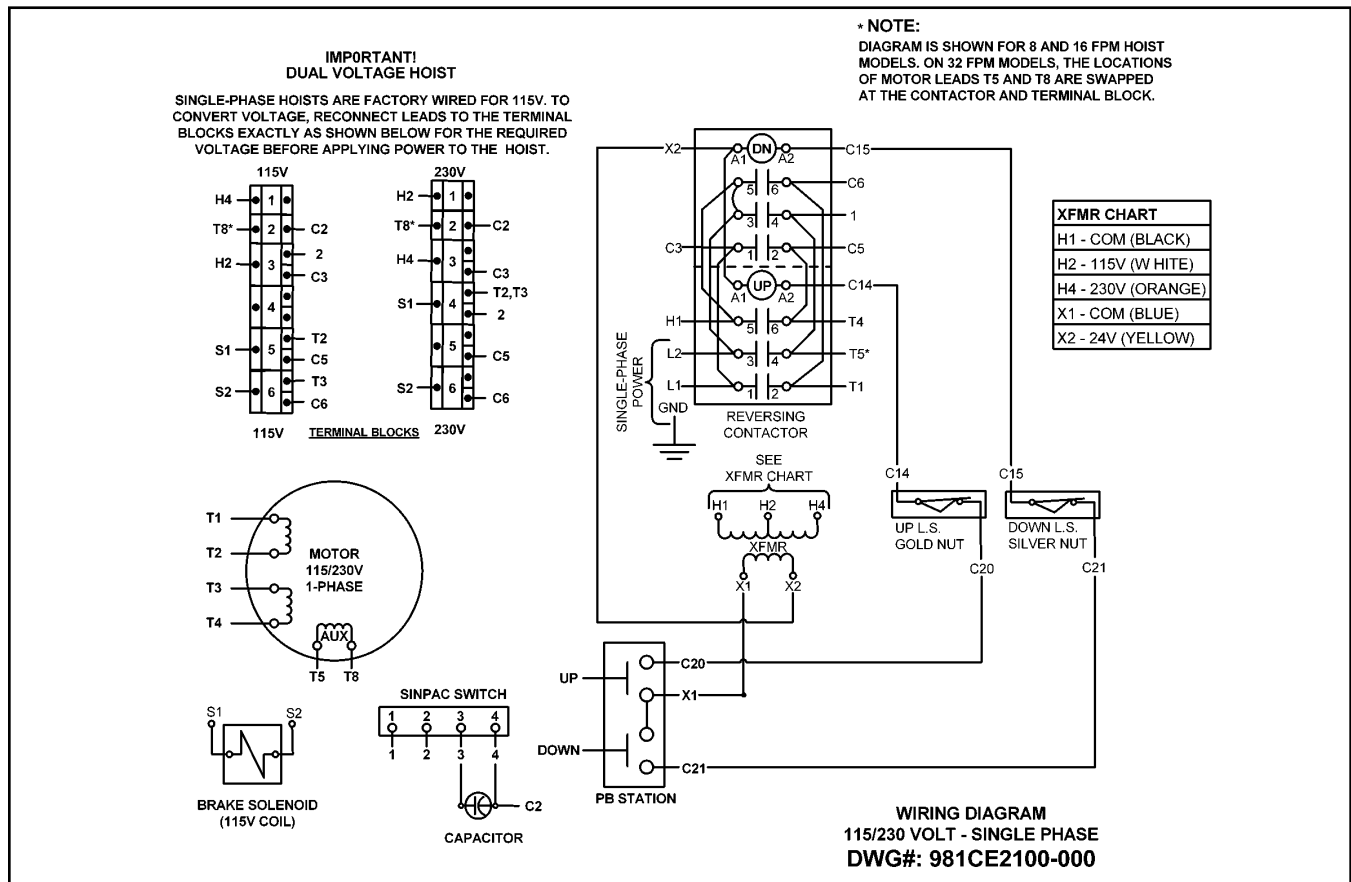 IMP0RTANT!
DUAL VOLTAGE HOIST
SINGLE-PHASE HOISTS ARE FACTORY WIRED FOR 115V. TO
CONVERT VOLTAGE, RECONNECT LEADS TO THE TERMINAL
BLOCKS EXACTLY AS SHOWN BELOW FOR THE REQUIRED
VOLTAGE BEFORE APPLYING POWER TO THE HOIST.
* NOTE:
DIAGRAM IS SHOWN FOR 8 AND 16 FPM HOIST
MODELS. ON 32 FPM MODELS, THE LOCATIONS
OF MOTOR LEADS T5 AND T8 ARE SWAPPED
AT THE CONTACTOR AND TERMINAL BLOCK.
115V
H4 1
T8* 2 C2
2
H2 3
C3
4
T2
S1 5
C5
T3
S2 6
C6
115V
TERMINAL BLOCKS
230V
H2 1
T8* 2 C2
H4 3
C3
T2,T3
S1 4
2
5
C5
S2 6
C6
230V
X2 A1 DN A2 C15
5 6 C6
3 4 1
C3 1 2 C5
A1 UP A2 C14
H1 5 6 T4
L2 3 4 T5*
L1 1 2 T1
GND
SINGLE-PHASE
POWER
REVERSING
CONTACTOR
XFMR CHART
H1 - COM (BLACK)
H2 - 115V (W HITE)
H4 - 230V (ORANGE)
X1 - COM (BLUE)
X2 - 24V (YELLOW)
SEE
XFMR CHART
H1 H2 H4
XFMR
X1 X2
C14
UP L.S.
GOLD NUT
C20
C15
DOWN L.S.
SILVER NUT
C21
T1
T2
T3
T4
MOTOR
115/230V
1-PHASE
AUX
T5 T8
S1 S2
BRAKE SOLENOID
(115V COIL)
SINPAC SWITCH
1 2 3 4
1 2 3 4
C2
CAPACITOR
UP
C20
X1
DOWN
C21
PB STATION
WIRING DIAGRAM
115/230 VOLT - SINGLE PHASE
DWG#: 981CE2100-000